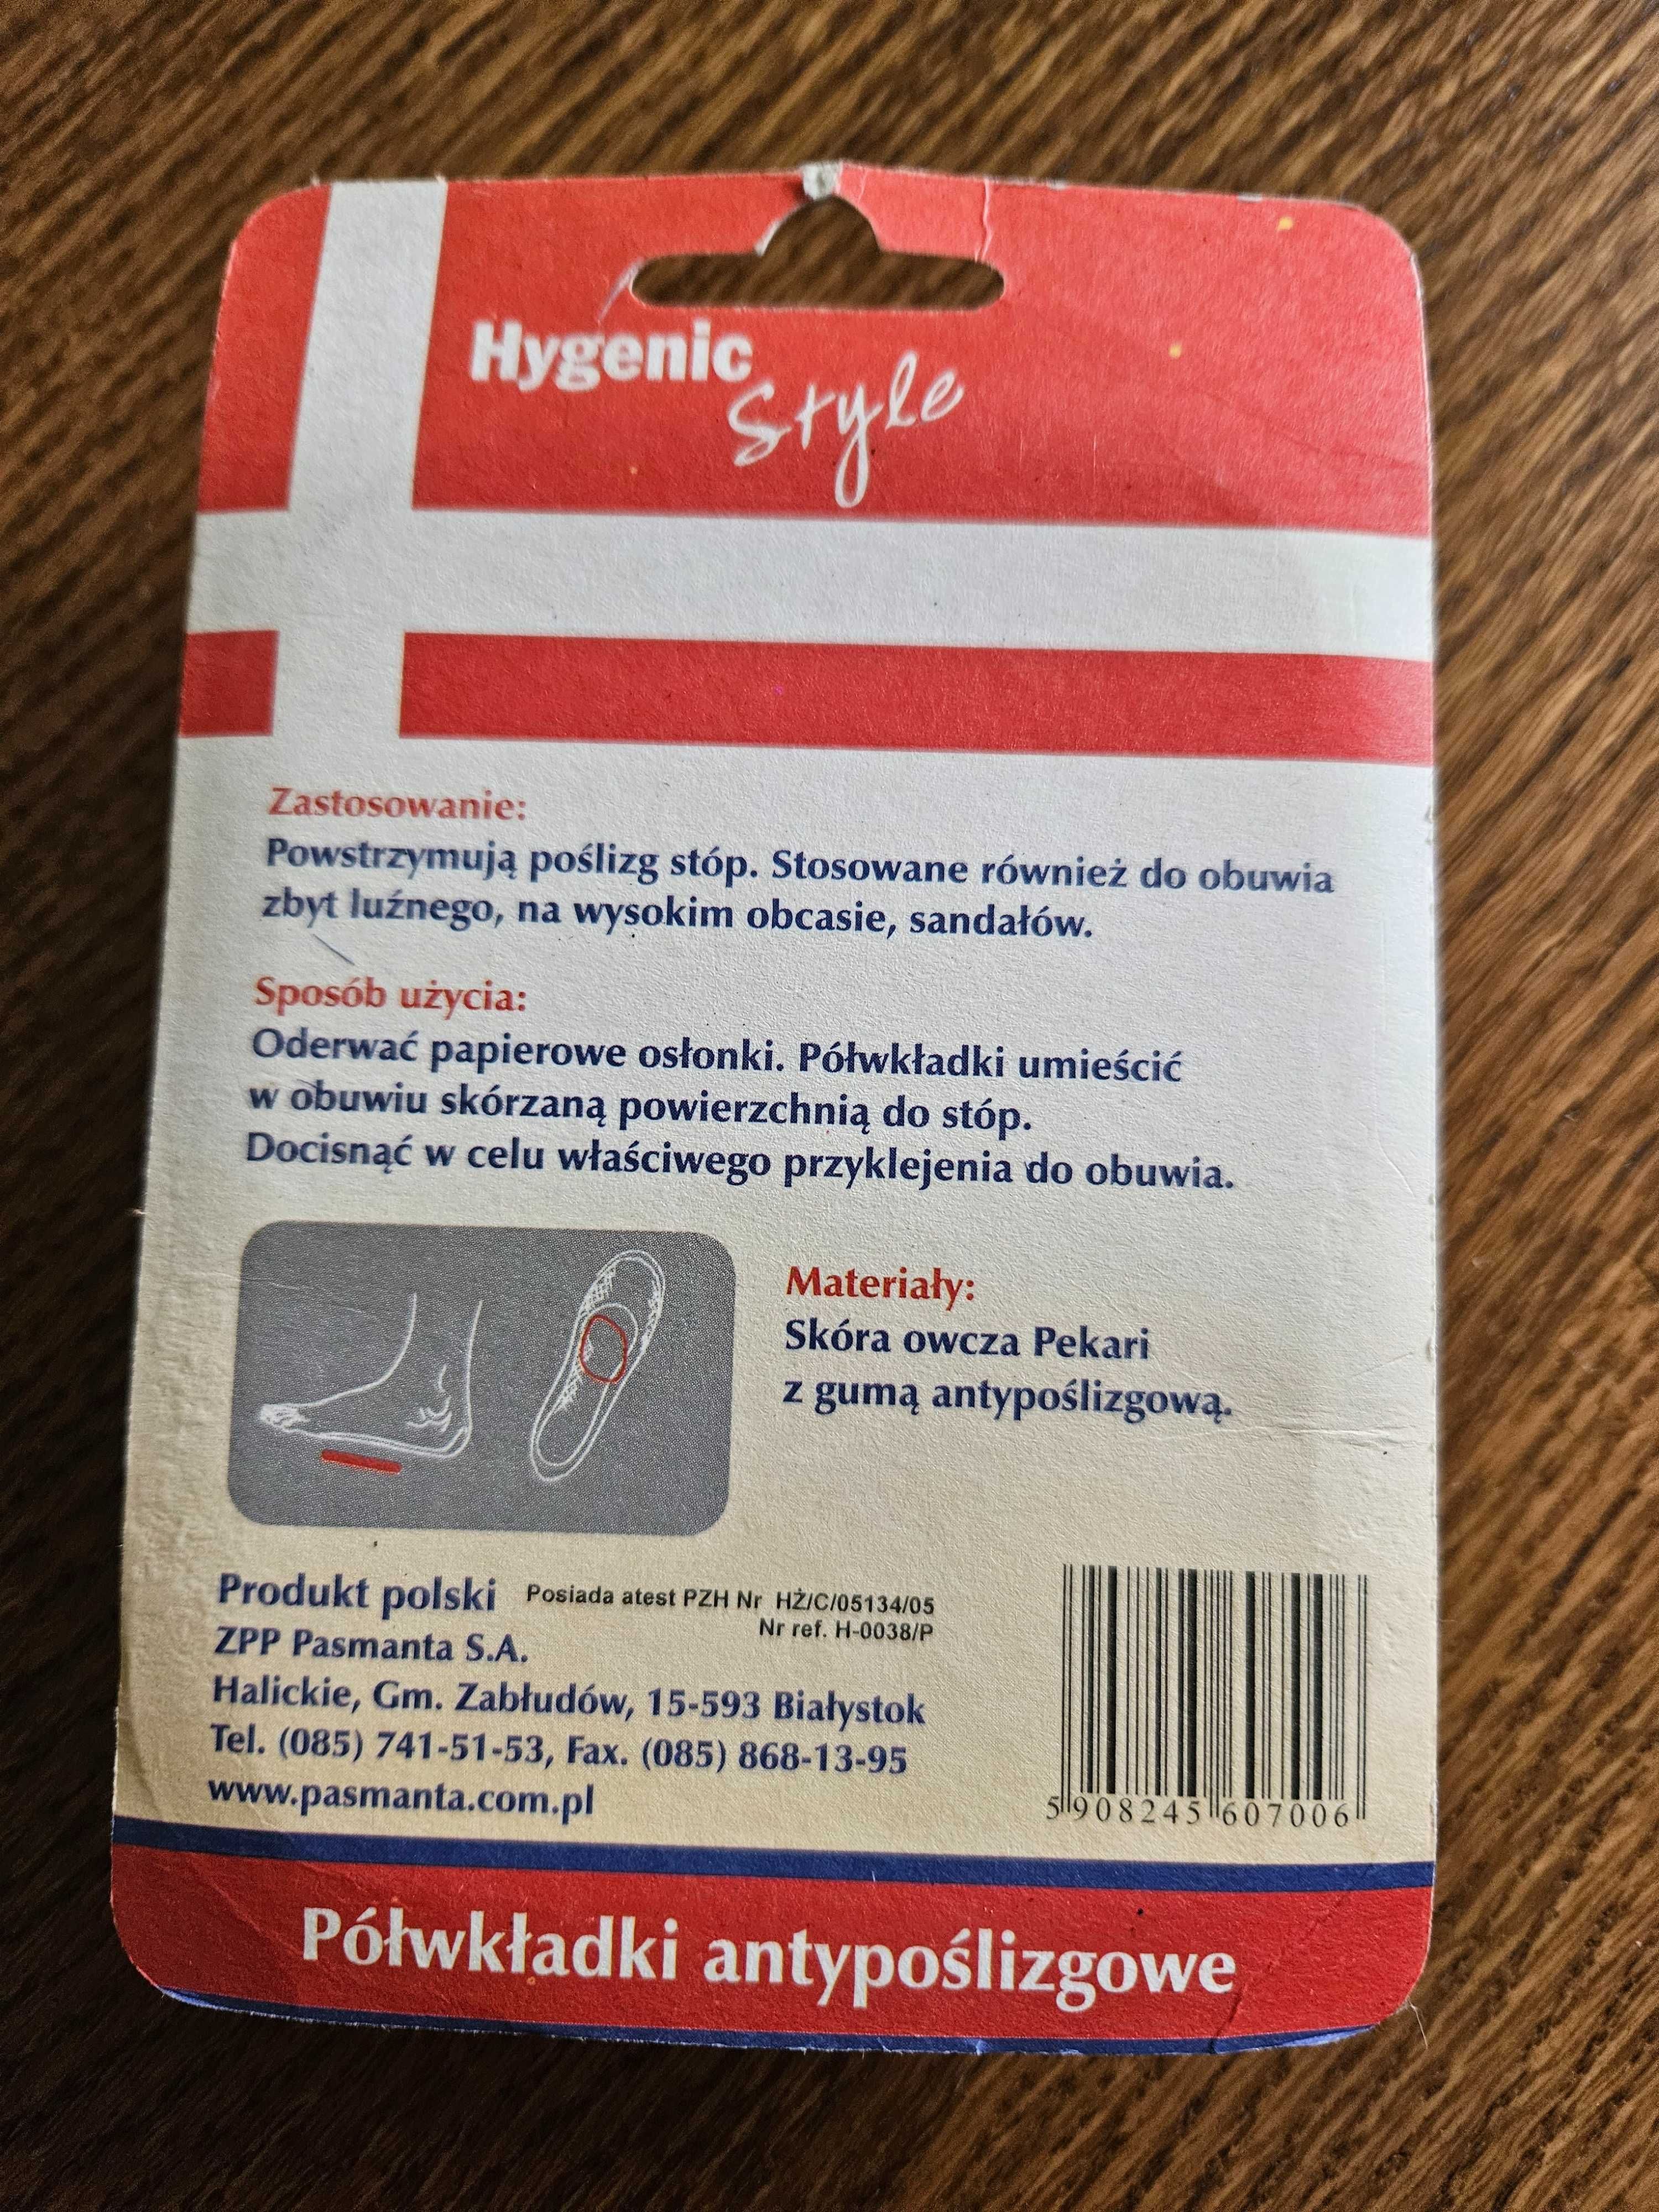 Hygenic
Style
Zastosowanie:
Powstrzymują poślizg stóp. Stosowane również do obuwia
zbyt luźnego, na wysokim obcasie, sandałów.
Sposób użycia:
Oderwać papierowe osłonki. Półwkładki umieścić
w obuwiu skórzaną powierzchnią do stóp.
Docisnąć w celu właściwego przyklejenia do obuwia.
Materiały:
Skóra owcza Pekari
z gumą antypoślizgową.
Produkt polski Posiada atest PZH Nr HŻ/C/05134/05
Nr ref. H-0038/P
ZPP Pasmanta S.A.
Halickie, Gm. Zabłudów, 15-593 Białystok
Tel. (085) 741-51-53, Fax. (085) 868-13-95
www.pasmanta.com.pl
5 908245 607006
Półwkładki antypoślizgowe